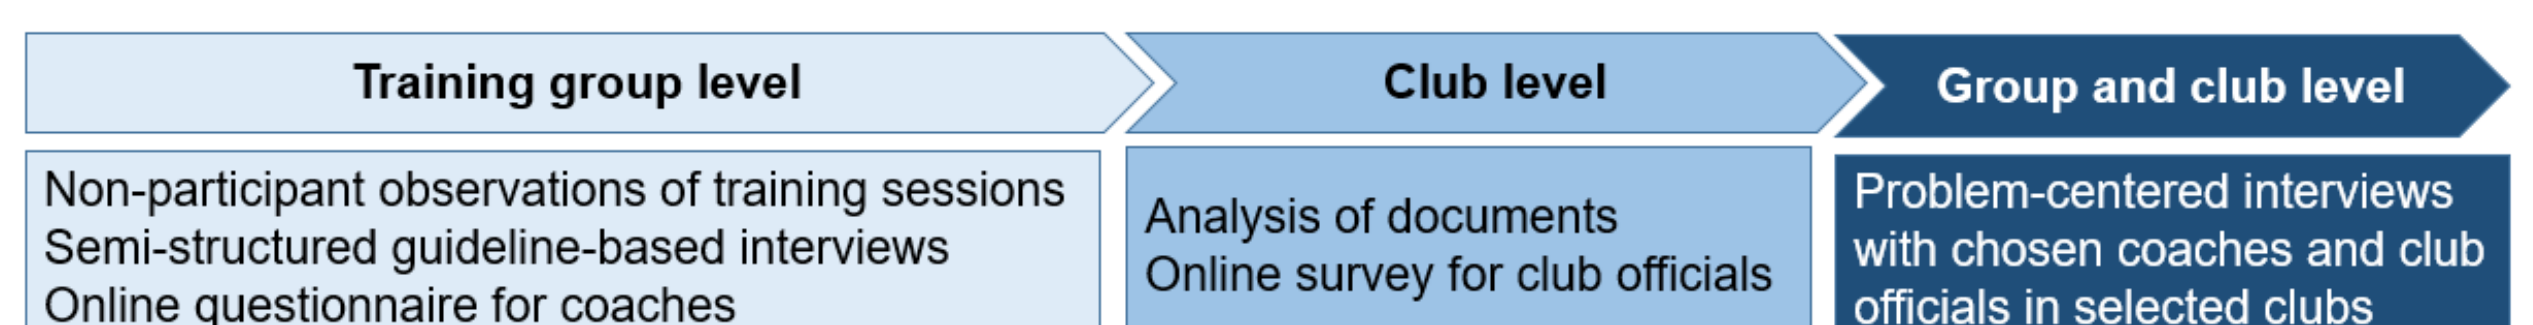 Training group level
Club level
Group and club level
Non-participant observations of training sessions
Semi-structured guideline-based interviews
Online questionnaire for coaches
Analysis of documents
Online survey for club officials
Problem-centered interviews
with chosen coaches and club
officials in selected clubs